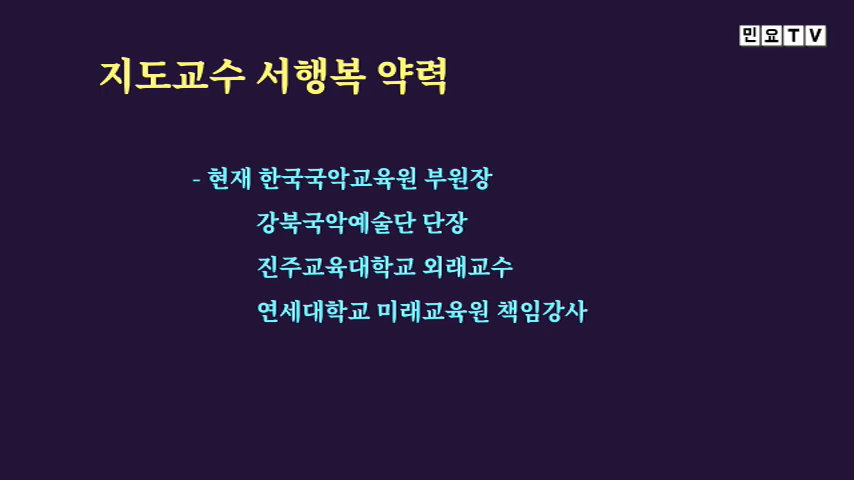 민요TV
지도교수 서행복 약력
- 현재 한국국악교육원 부원장
강북국악예술단 단장
진주교육대학교 외래교수
연세대학교 미래교육원 책임강사